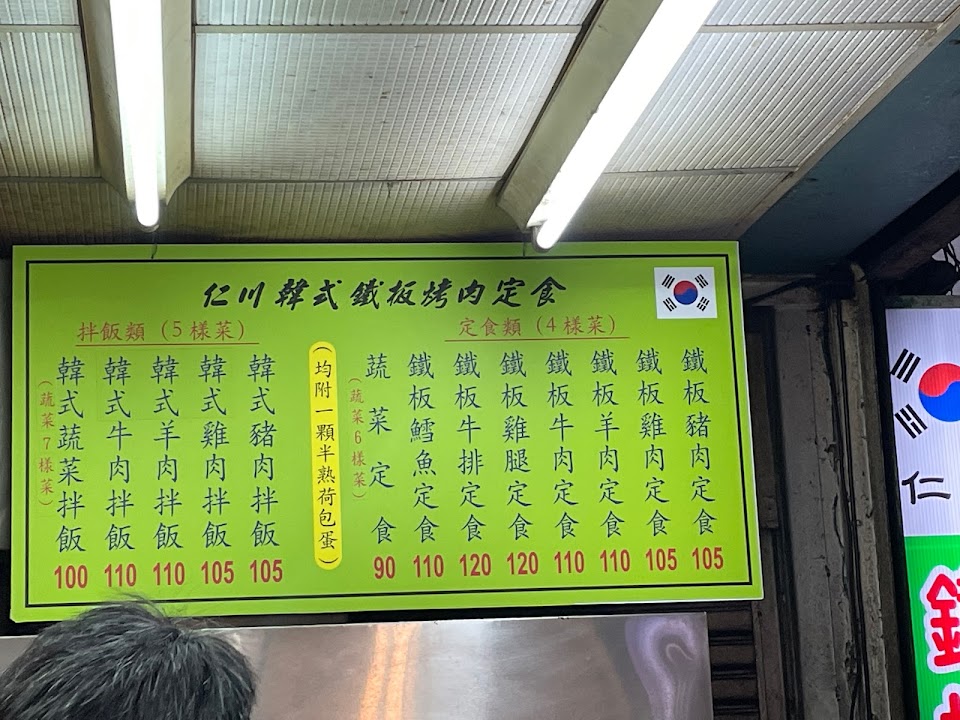 仁川韓式鐵板烤肉定食
定食類（4樣菜）
鐵板豬肉定食 105
鐵板雞肉定食 105
鐵板羊肉定食 110
鐵板牛肉定食 110
鐵板雞腿定食 120
鐵板牛排定食 120
鐵板鱈魚定食 110
蔬菜定食 90
（蔬菜6樣菜）
（均附一顆半熟荷包蛋）
拌飯類（5樣菜）
韓式豬肉拌飯 105
韓式雞肉拌飯 105
韓式羊肉拌飯 110
韓式牛肉拌飯 110
韓式蔬菜拌飯 100
（蔬菜7樣菜）
仁